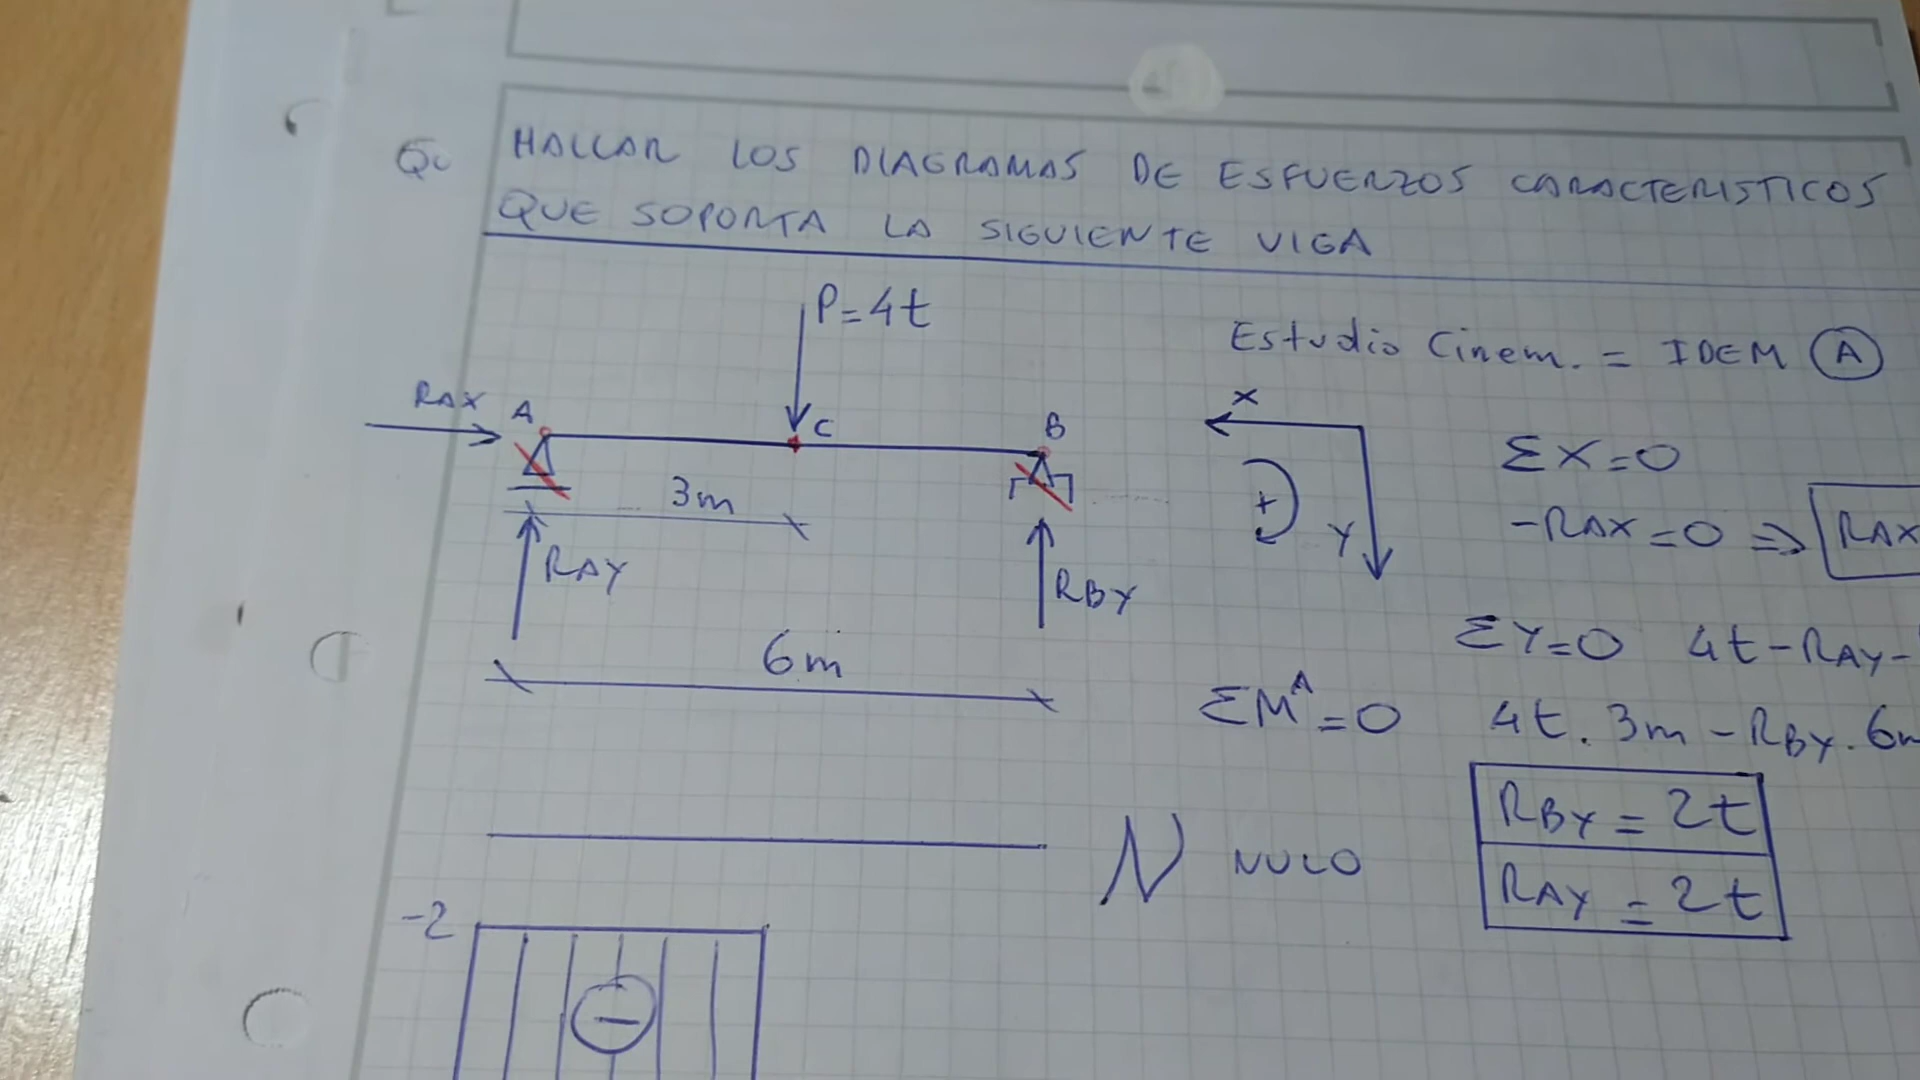 HALLAR LOS DIAGRAMAS DE ESFUERZOS CARACTERISTICOS
QUE SOPORTA LA SIGUIENTE VIGA
P=4t
Estudio Cinem. = IDEM A
RAX
A
C
B
X
ΣX=0
3m
+
Y
-RAX=0 ⇒ RAX
RAY
RBY
ΣY=0 4t-RAY-
6m
ΣM^A=0 4t.3m-RBY.6m
RBY=2t
N NULO
RAY=2t
-2
-